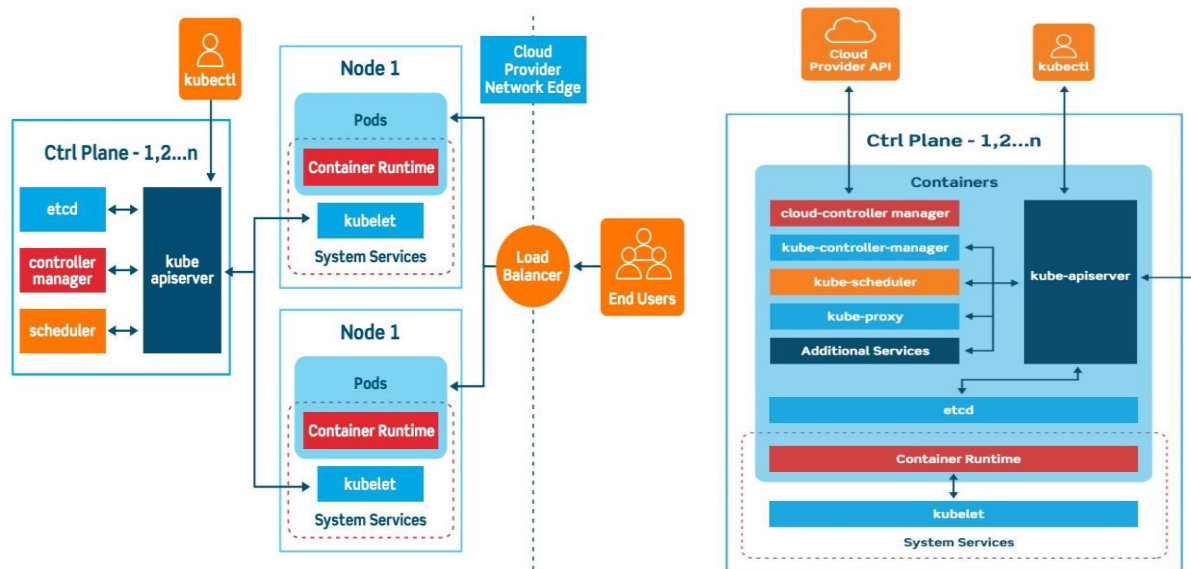 kubectl
Ctrl Plane - 1,2...n
etcd
controller
manager
scheduler
kube
apiserver
Node 1
Pods
Container Runtime
kubelet
System Services
Node 1
Pods
Container Runtime
kubelet
System Services
Cloud
Provider
Network Edge
Load
Balancer
End Users
Cloud
Provider API
kubectl
Ctrl Plane - 1,2...n
Containers
cloud-controller manager
kube-controller-manager
kube-scheduler
kube-proxy
Additional Services
kube-apiserver
etcd
Container Runtime
kubelet
System Services